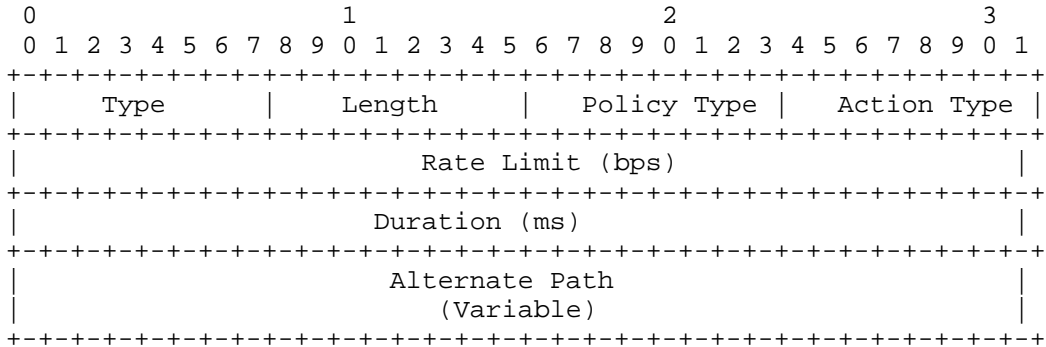 0                   1                   2                   3
 0 1 2 3 4 5 6 7 8 9 0 1 2 3 4 5 6 7 8 9 0 1 2 3 4 5 6 7 8 9 0 1
+-+-+-+-+-+-+-+-+-+-+-+-+-+-+-+-+-+-+-+-+-+-+-+-+-+-+-+-+-+-+-+-+
|     Type      |    Length     |   Policy Type |   Action Type |
+-+-+-+-+-+-+-+-+-+-+-+-+-+-+-+-+-+-+-+-+-+-+-+-+-+-+-+-+-+-+-+-+
|                         Rate Limit (bps)                     |
+-+-+-+-+-+-+-+-+-+-+-+-+-+-+-+-+-+-+-+-+-+-+-+-+-+-+-+-+-+-+-+-+
|                      Duration (ms)                           |
+-+-+-+-+-+-+-+-+-+-+-+-+-+-+-+-+-+-+-+-+-+-+-+-+-+-+-+-+-+-+-+-+
|                       Alternate Path                         |
|                          (Variable)                          |
+-+-+-+-+-+-+-+-+-+-+-+-+-+-+-+-+-+-+-+-+-+-+-+-+-+-+-+-+-+-+-+-+